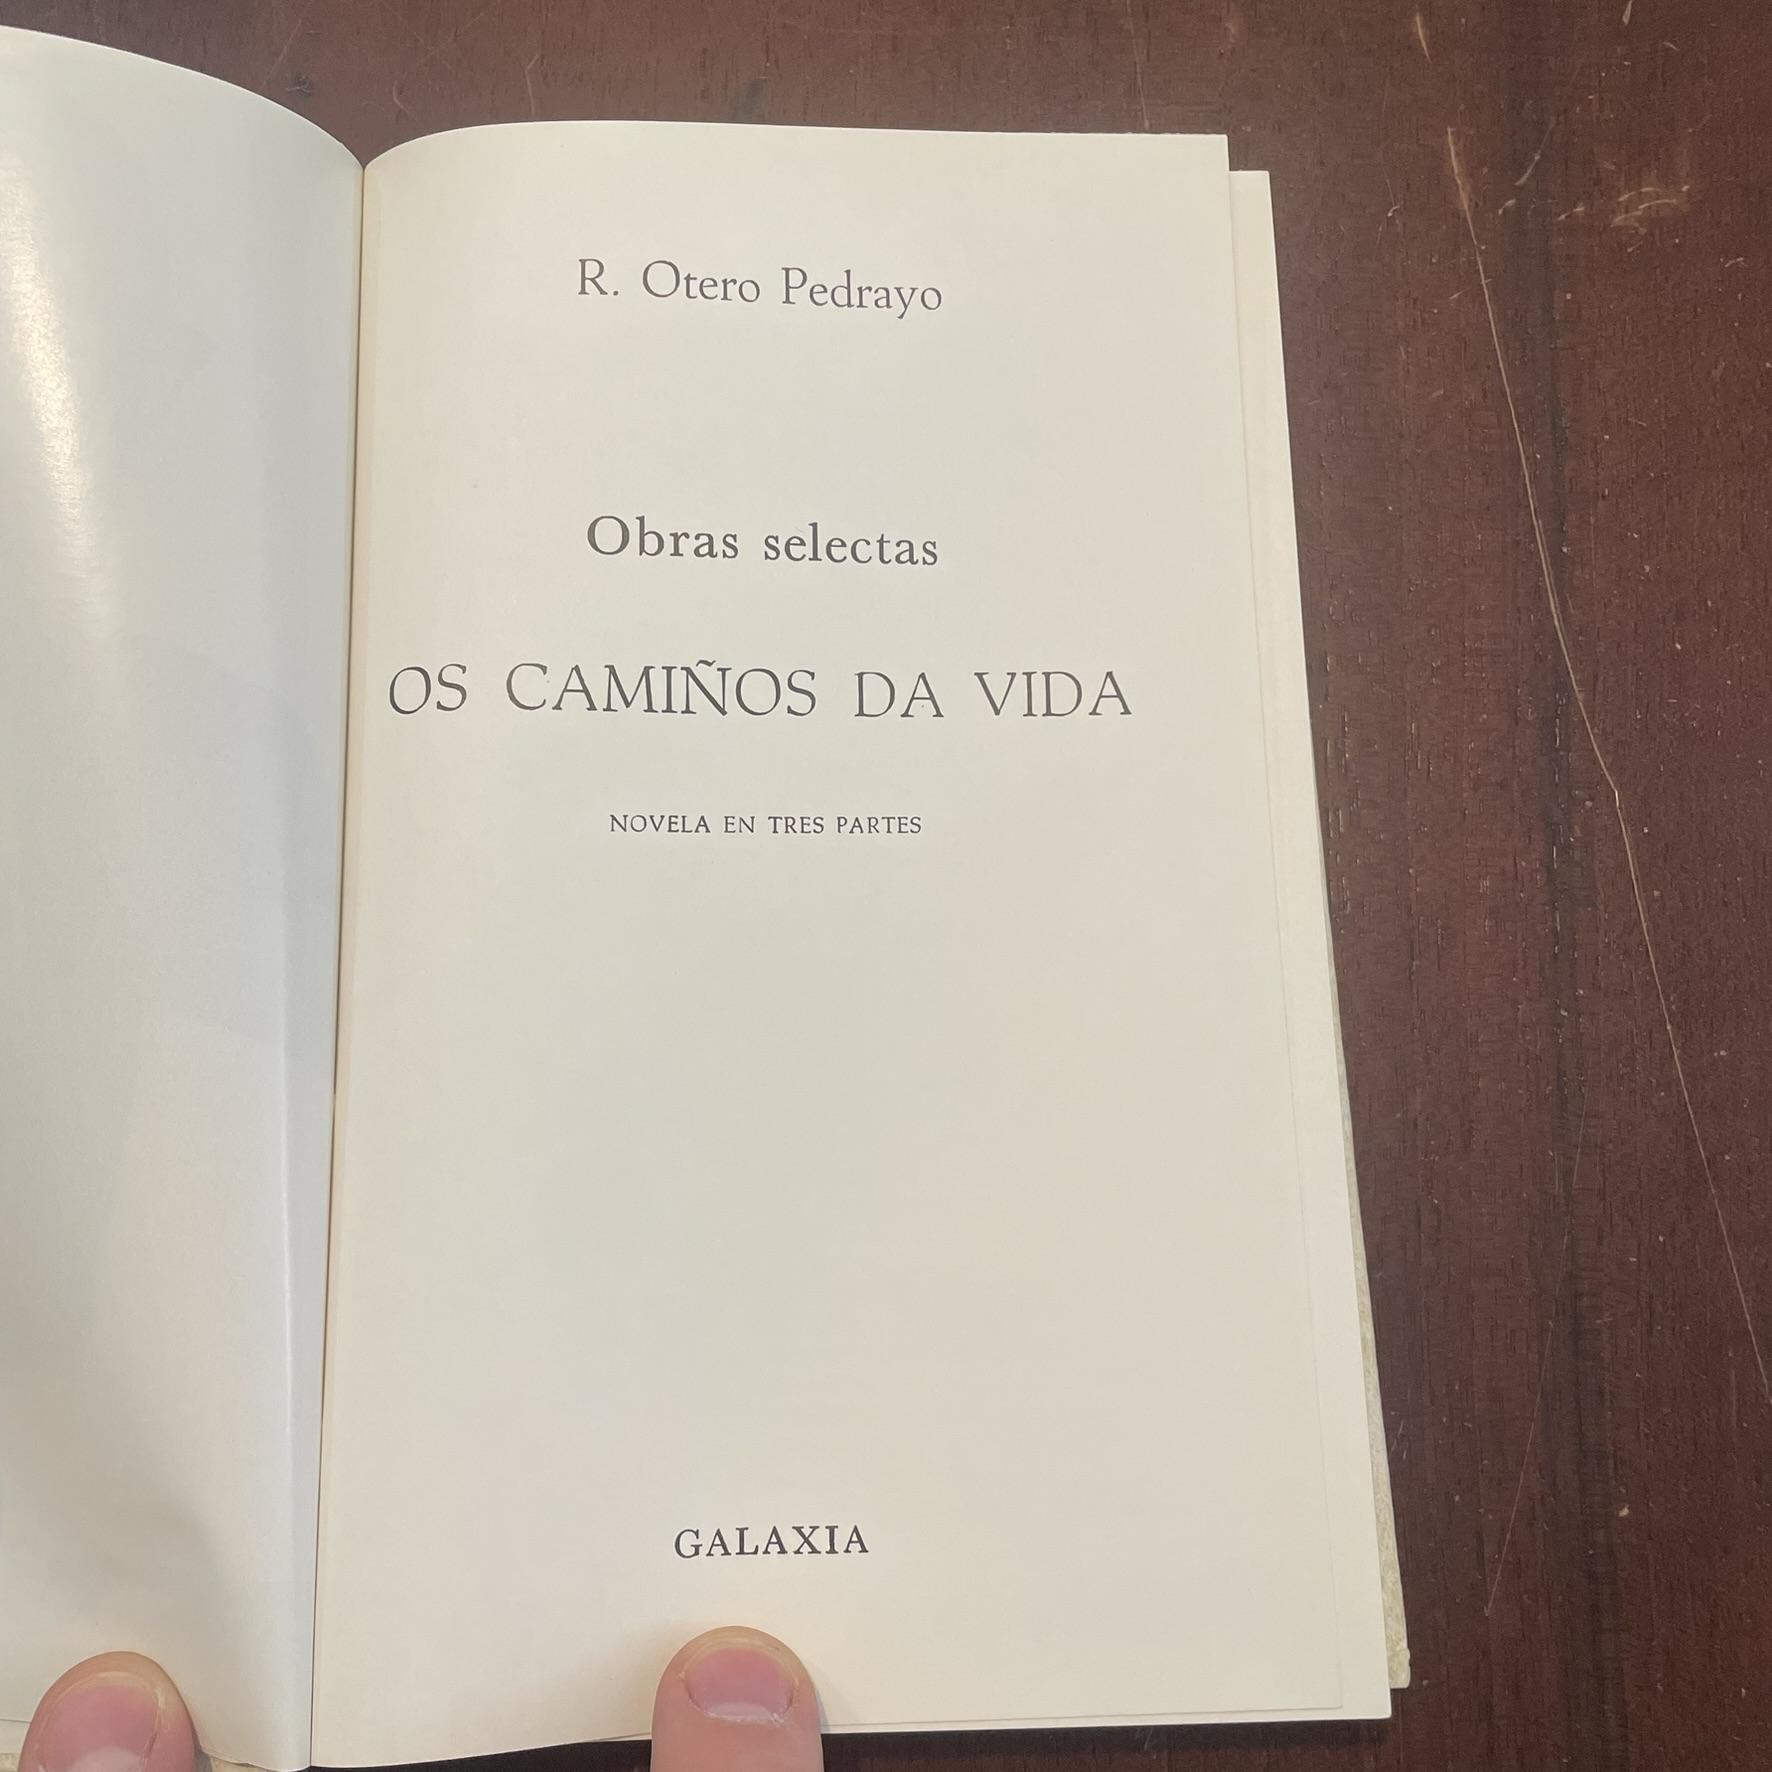 R. Otero Pedrayo
Obras selectas
OS CAMIÑOS DA VIDA
NOVELA EN TRES PARTES
GALAXIA